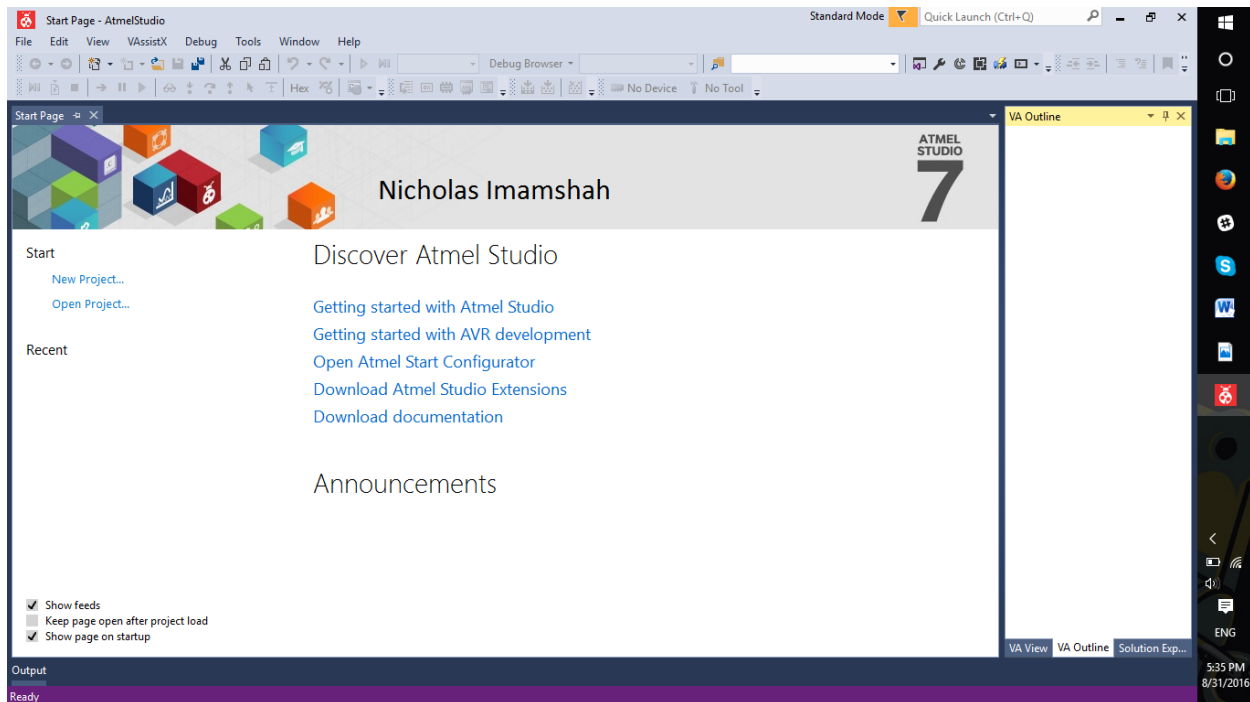 Start Page - AtmelStudio
Standard Mode
Quick Launch (Ctrl+Q)
File Edit View VAssistX Debug Tools Window Help
Debug Browser
Hex
No Device
No Tool
Start Page
VA Outline
Nicholas Imamshah
ATMEL
STUDIO
7
Start
New Project...
Open Project...
Recent
Discover Atmel Studio
Getting started with Atmel Studio
Getting started with AVR development
Open Atmel Start Configurator
Download Atmel Studio Extensions
Download documentation
Announcements
Show feeds
Keep page open after project load
Show page on startup
VA View VA Outline Solution Exp...
Output
Ready
ENG
5:35 PM
8/31/2016